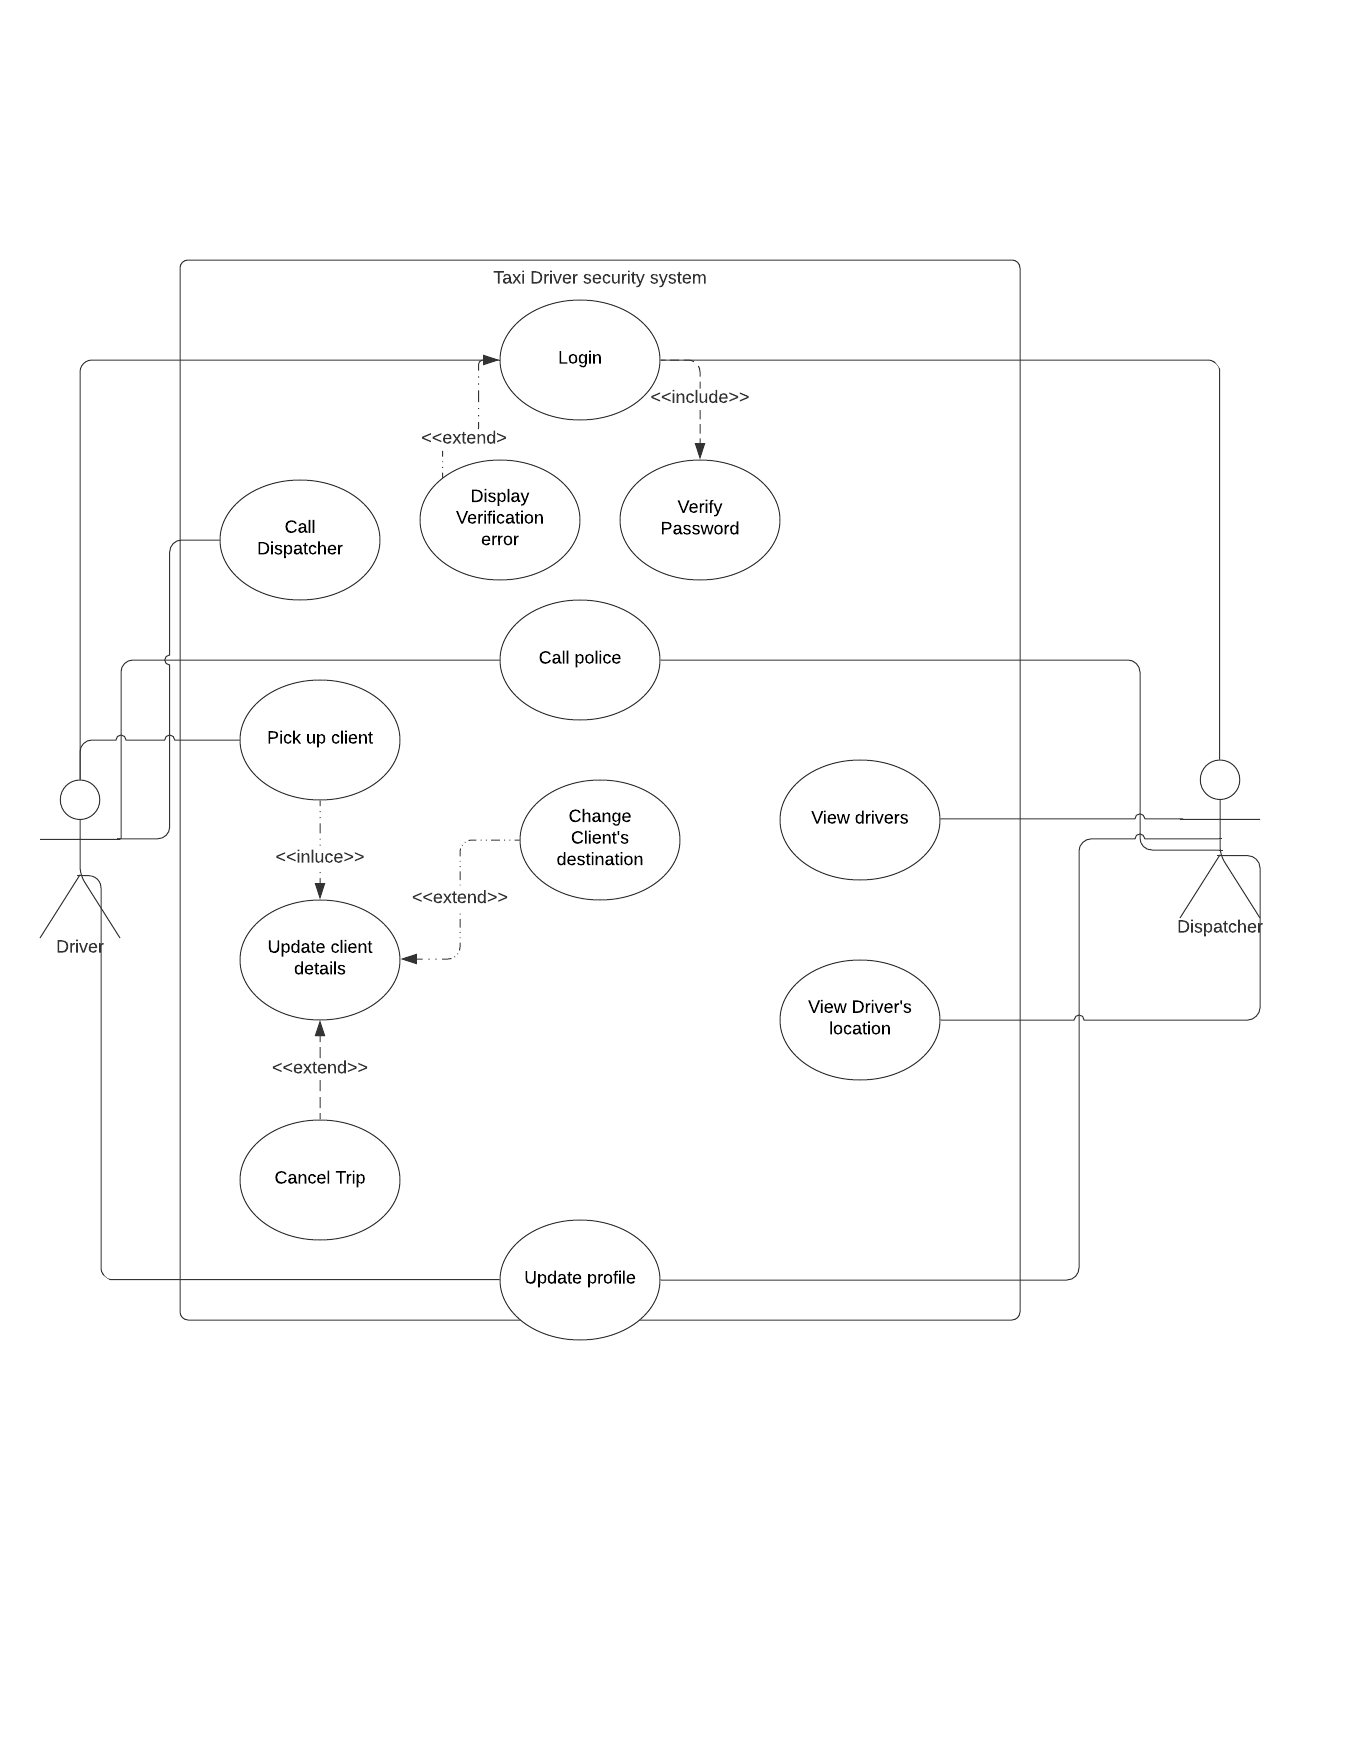 Taxi Driver security system
Login
<<include>>
<<extend>
Display
Verification
error
Verify
Password
Call
Dispatcher
Call police
Pick up client
Change
Client's
destination
View drivers
<<inluce>>
<<extend>>
Driver
Dispatcher
Update client
details
View Driver's
location
<<extend>>
Cancel Trip
Update profile